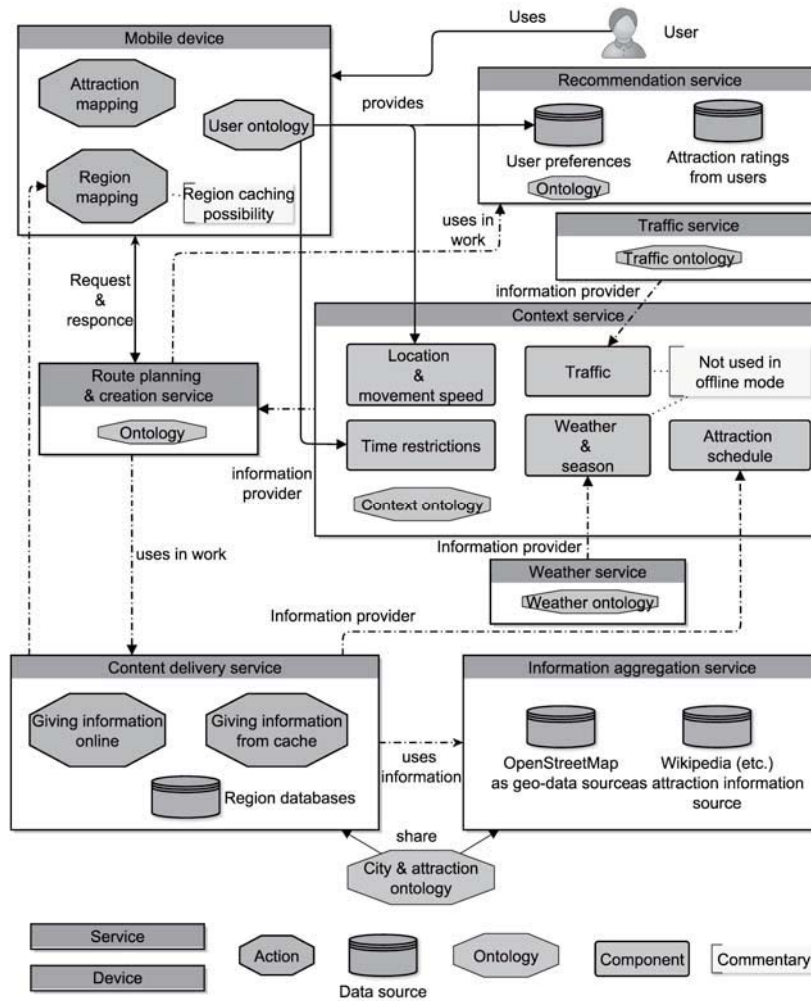 Uses
User
Mobile device
Attraction
mapping
User ontology
Region
mapping
Region caching
possibility
provides
Recommendation service
User preferences
Attraction ratings
from users
Ontology
uses in
work
Traffic service
Traffic ontology
information provider
Request
&
responce
Context service
Location
&
movement speed
Traffic
Not used in
offline mode
Time restrictions
Weather
&
season
Attraction
schedule
Context ontology
Route planning
& creation service
Ontology
information
provider
uses in work
Information provider
Weather service
Weather ontology
Information provider
Content delivery service
Giving information
online
Giving information
from cache
Region databases
uses
information
Information aggregation service
OpenStreetMap
as geo-data sourceas
Wikipedia (etc.)
attraction information
source
share
City & attraction
ontology
Service
Device
Action
Data source
Ontology
Component
Commentary